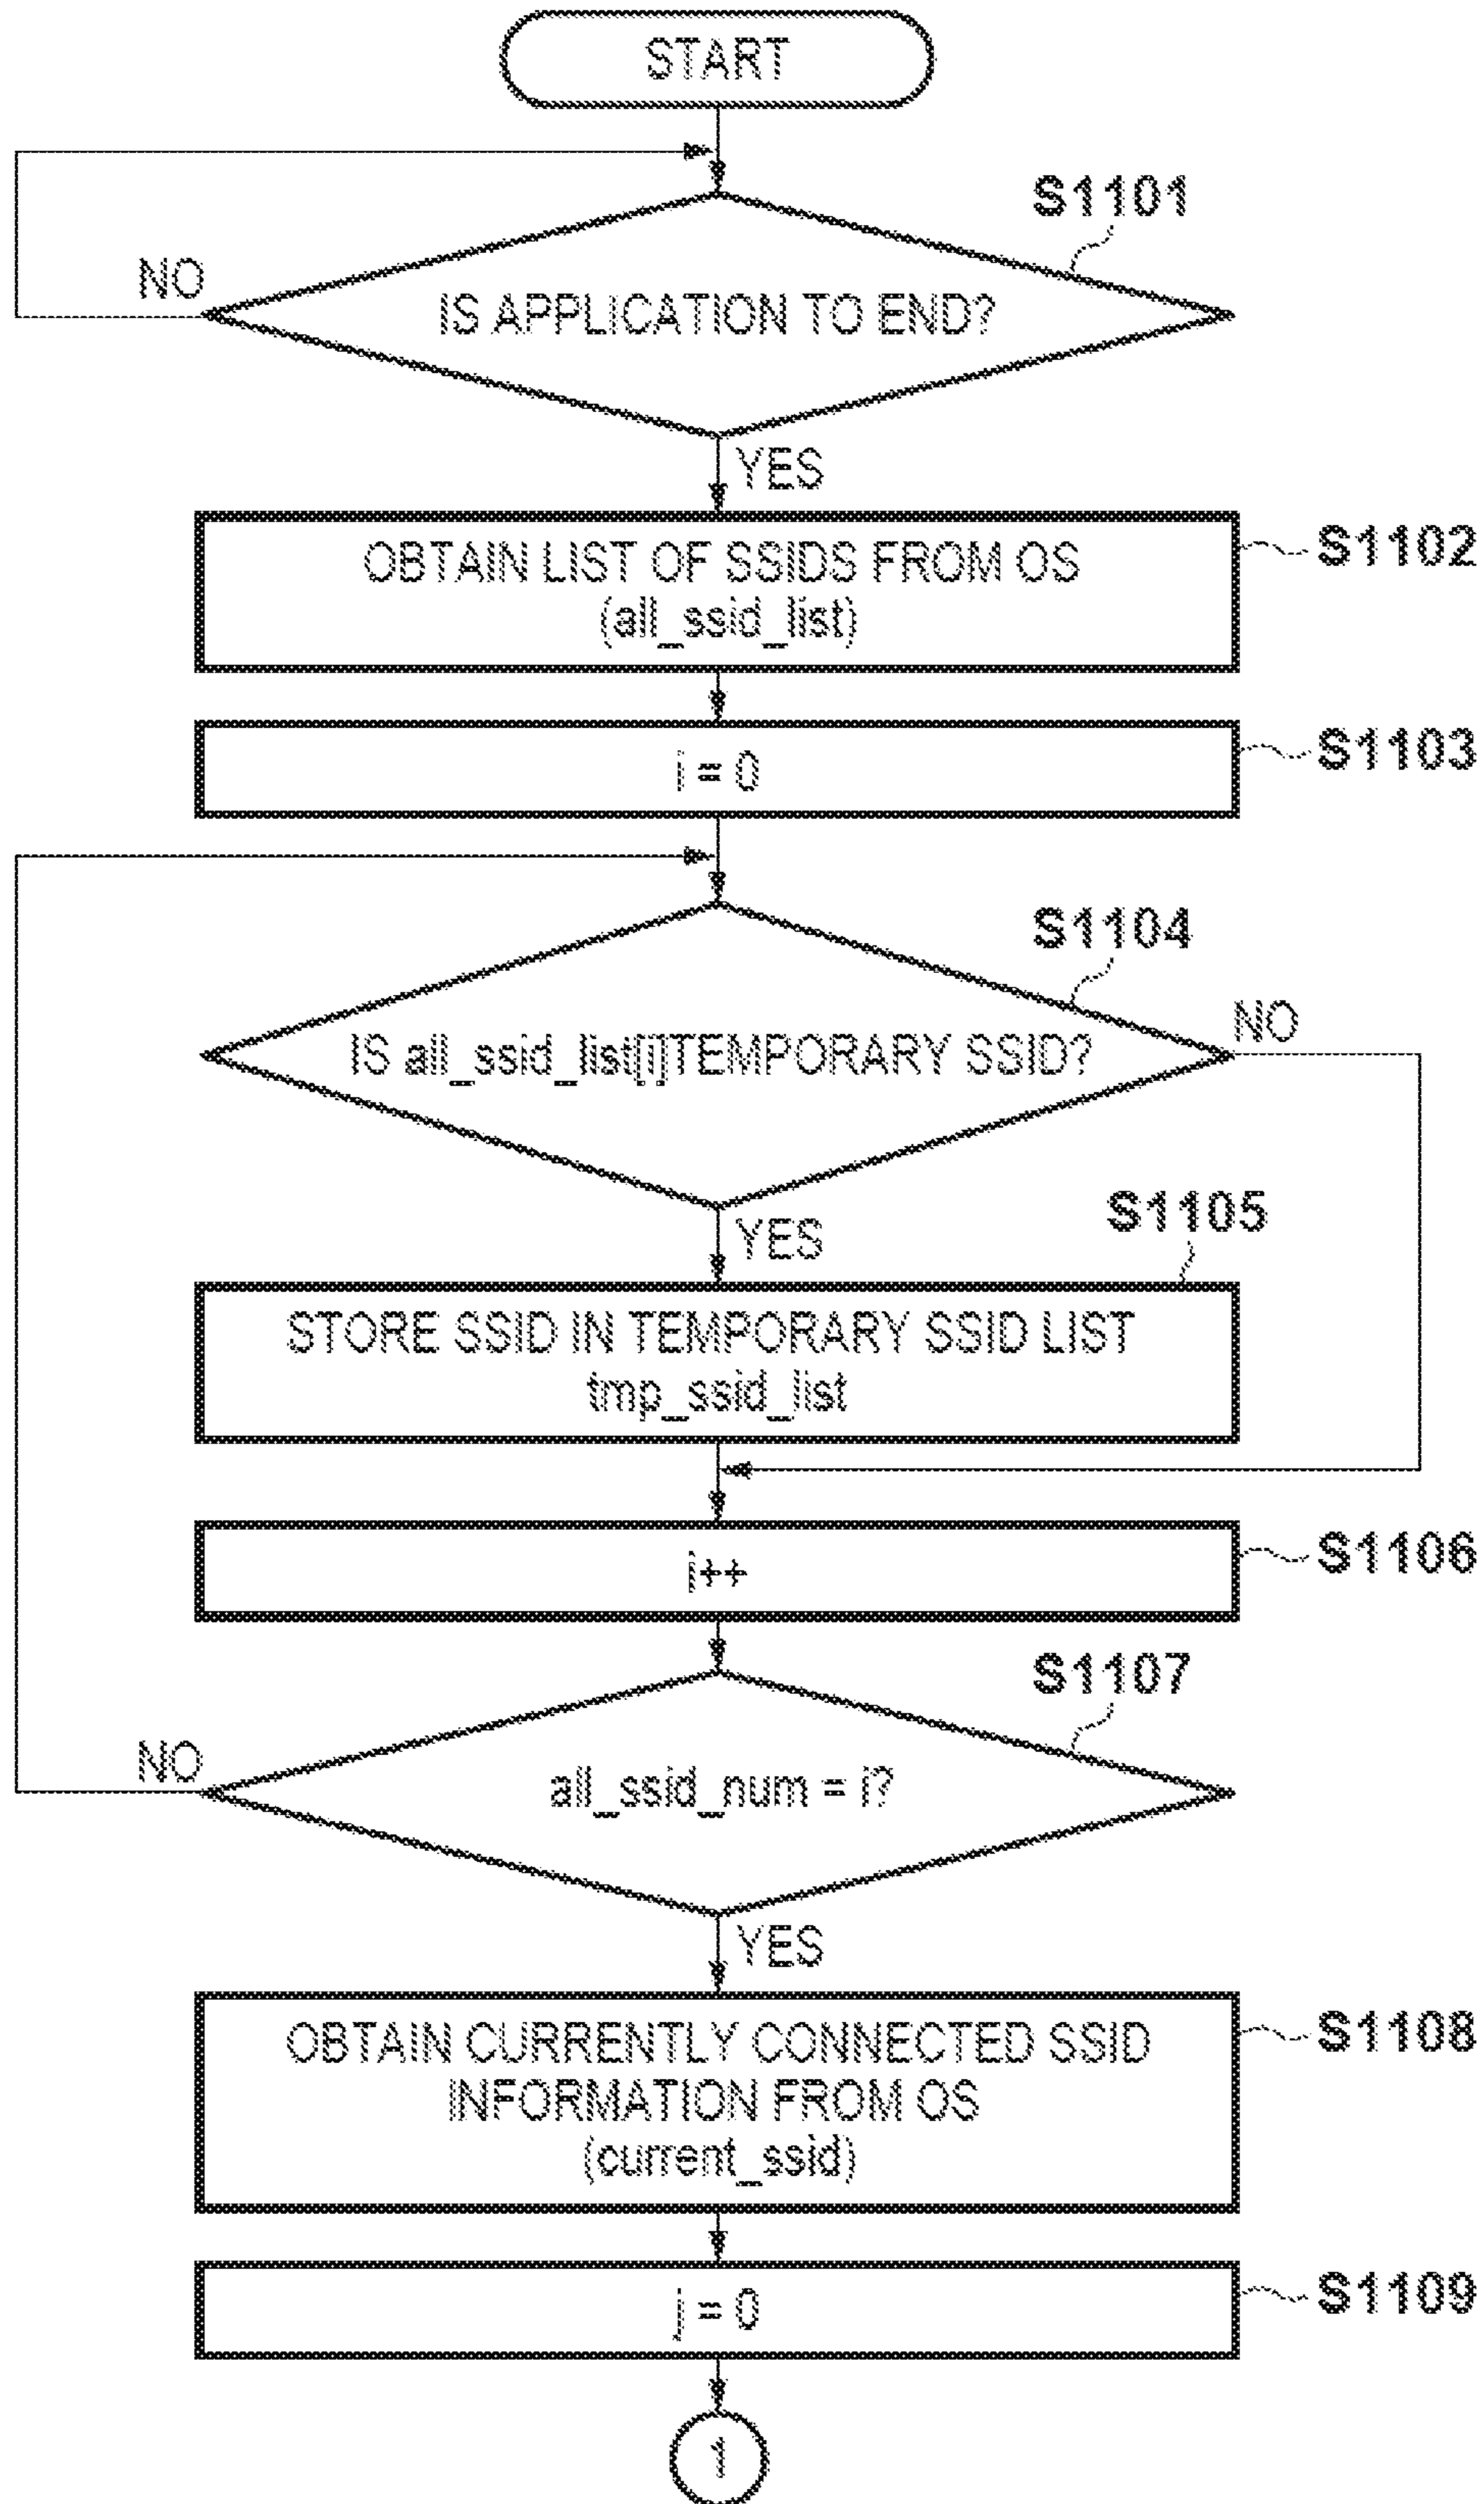 START
S1101
NO
IS APPLICATION TO END?
YES
OBTAIN LIST OF SSIDS FROM OS
(all_ssid_list)
S1102
i = 0
S1103
S1104
NO
IS all_ssid_list[i]TEMPORARY SSID?
YES
S1105
STORE SSID IN TEMPORARY SSID LIST
tmp_ssid_list
i++
S1106
S1107
NO
all_ssid_num = i?
YES
OBTAIN CURRENTLY CONNECTED SSID
INFORMATION FROM OS
(current_ssid)
S1108
j = 0
S1109
1